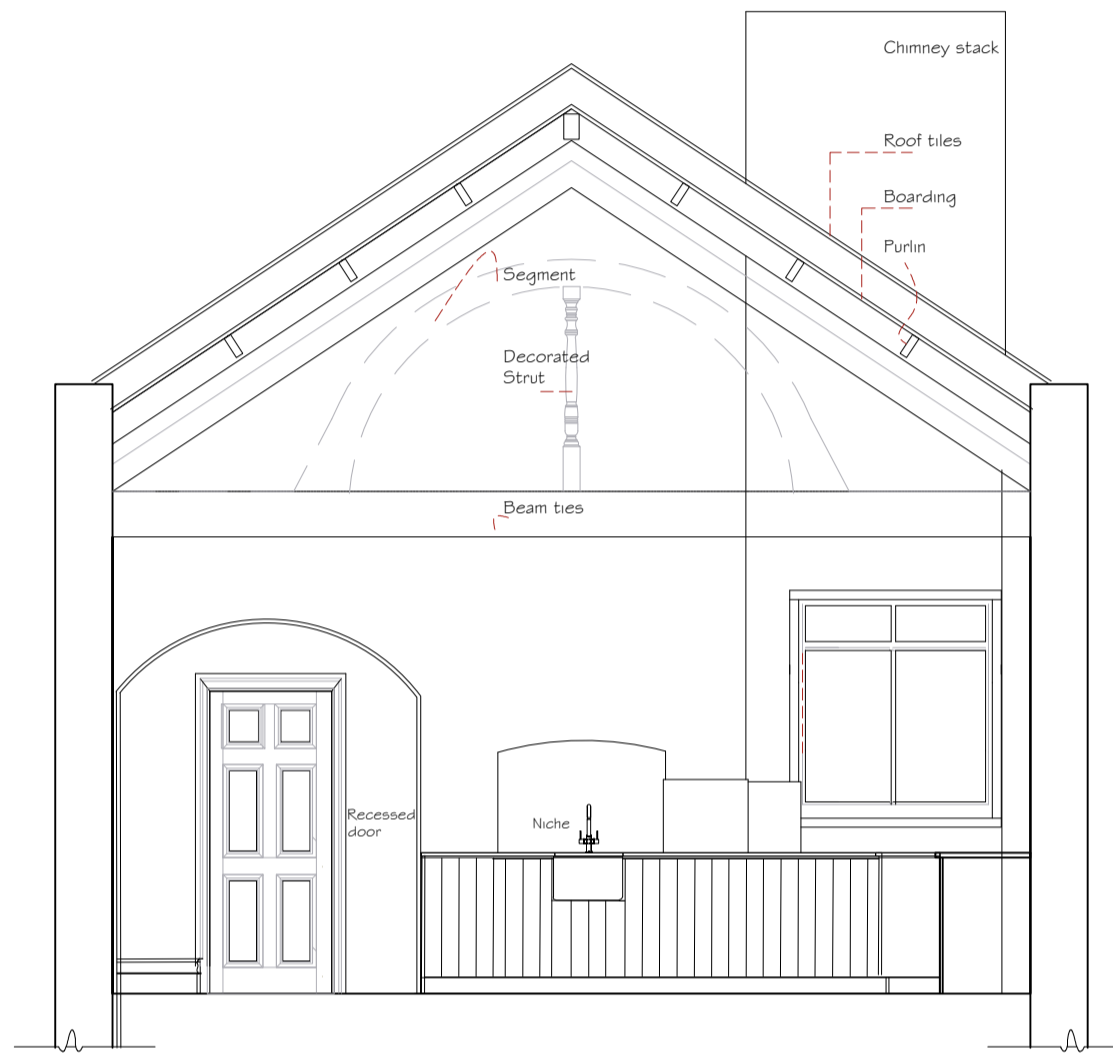 Chimney stack
Roof tiles
Boarding
Purlin
Segment
Decorated
Strut
Beam ties
Recessed
door
Niche